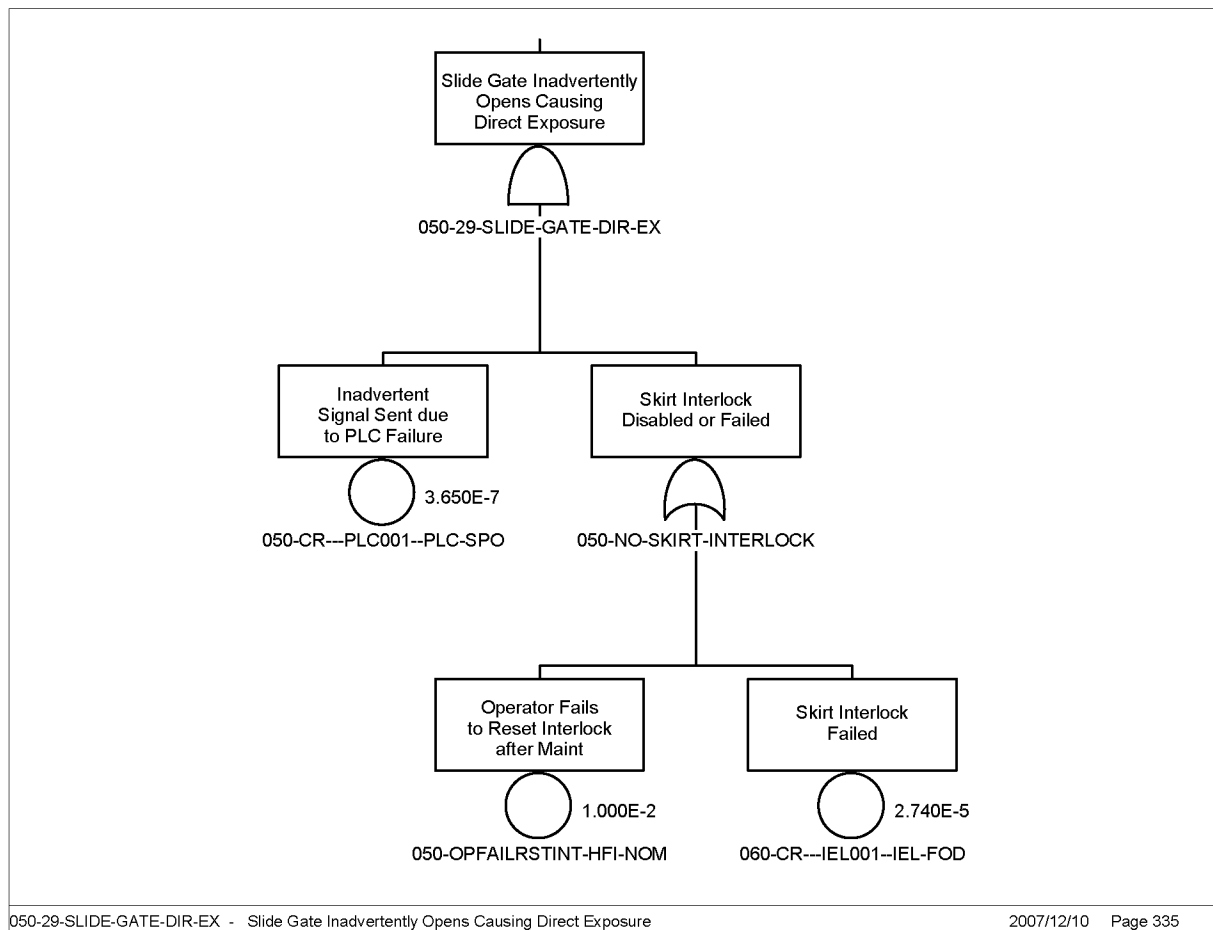 Slide Gate Inadvertently
Opens Causing
Direct Exposure
050-29-SLIDE-GATE-DIR-EX
Inadvertent
Signal Sent due
to PLC Failure
3.650E-7
050-CR---PLC001--PLC-SPO
Skirt Interlock
Disabled or Failed
050-NO-SKIRT-INTERLOCK
Operator Fails
to Reset Interlock
after Maint
1.000E-2
050-OPFAILRSTINT-HFI-NOM
Skirt Interlock
Failed
2.740E-5
060-CR---IEL001--IEL-FOD
050-29-SLIDE-GATE-DIR-EX - Slide Gate Inadvertently Opens Causing Direct Exposure 2007/12/10 Page 335